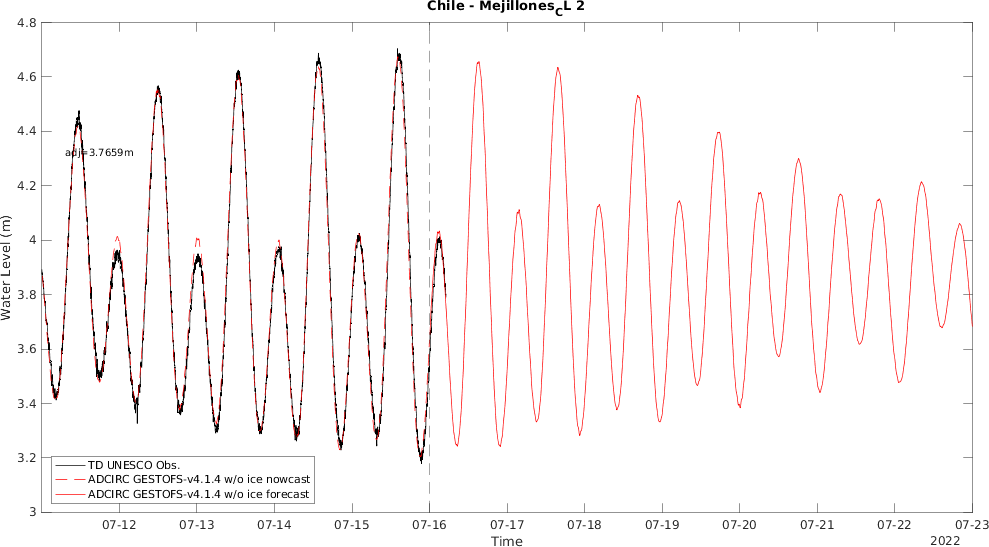 Chile - Mejillones_CL 2
4.8
4.6
4.4
4.2
4
3.8
3.6
3.4
3.2
3
Water Level (m)
adj=3.7659m
TD UNESCO Obs.
ADCIRC GESTOFS-v4.1.4 w/o ice nowcast
ADCIRC GESTOFS-v4.1.4 w/o ice forecast
07-12 07-13 07-14 07-15 07-16 07-17 07-18 07-19 07-20 07-21 07-22 07-23
Time
2022